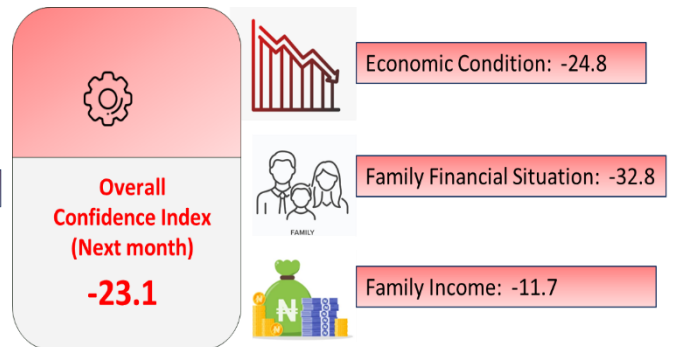 Overall
Confidence Index
(Next month)
-23.1
Economic Condition: -24.8
FAMILY
Family Financial Situation: -32.8
₦
Family Income: -11.7